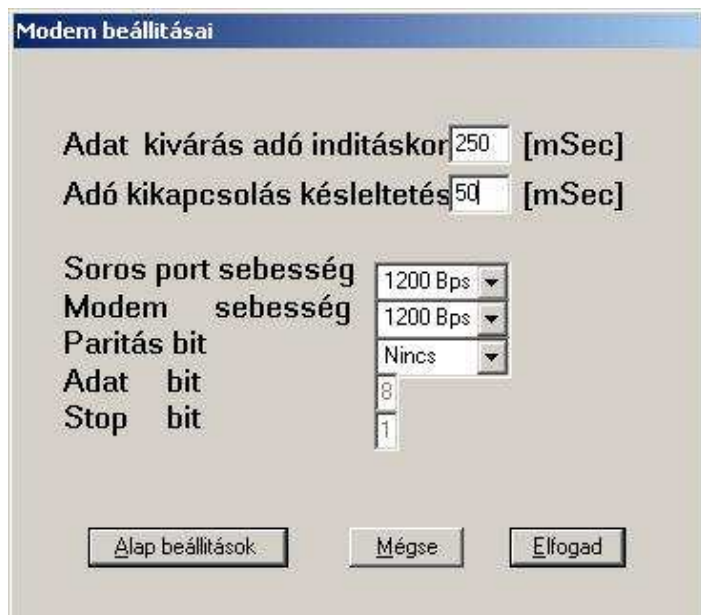 Modem beállitásai
Adat kivárás adó inditáskor 250 [mSec]
Adó kikapcsolás késleltetés 50 [mSec]
Soros port sebesség 1200 Bps
Modem sebesség 1200 Bps
Paritás bit Nincs
Adat bit 8
Stop bit 1
Alap beállitások Mégse Elfogad